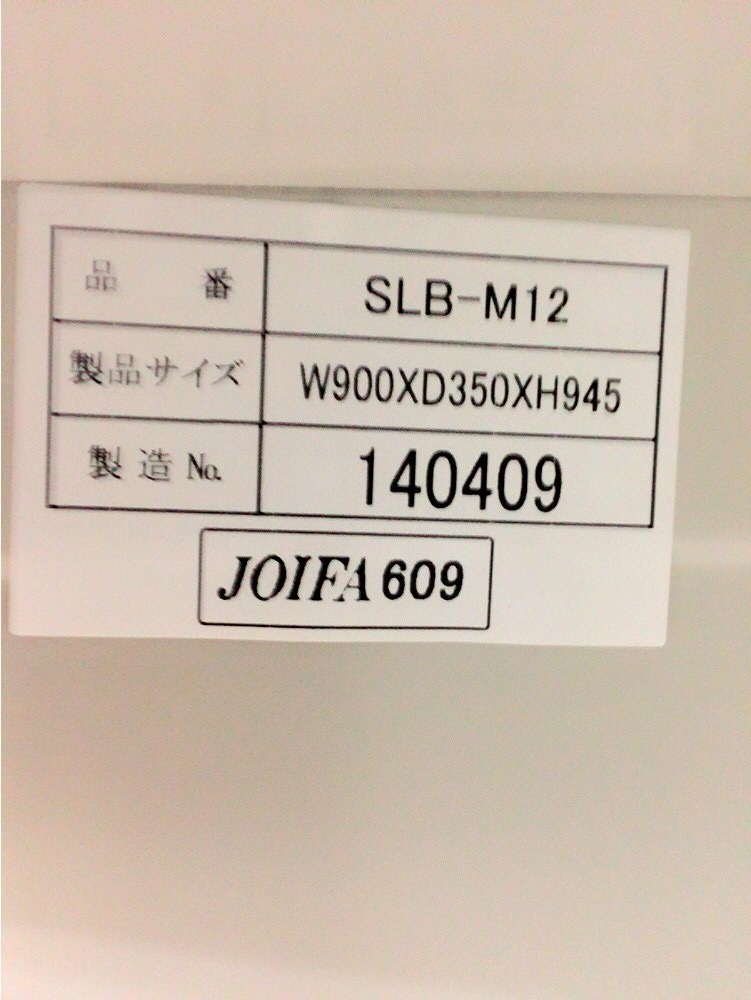 品番 SLB-M12
製品サイズ W900XD350XH945
製造No. 140409
JOIFA 609